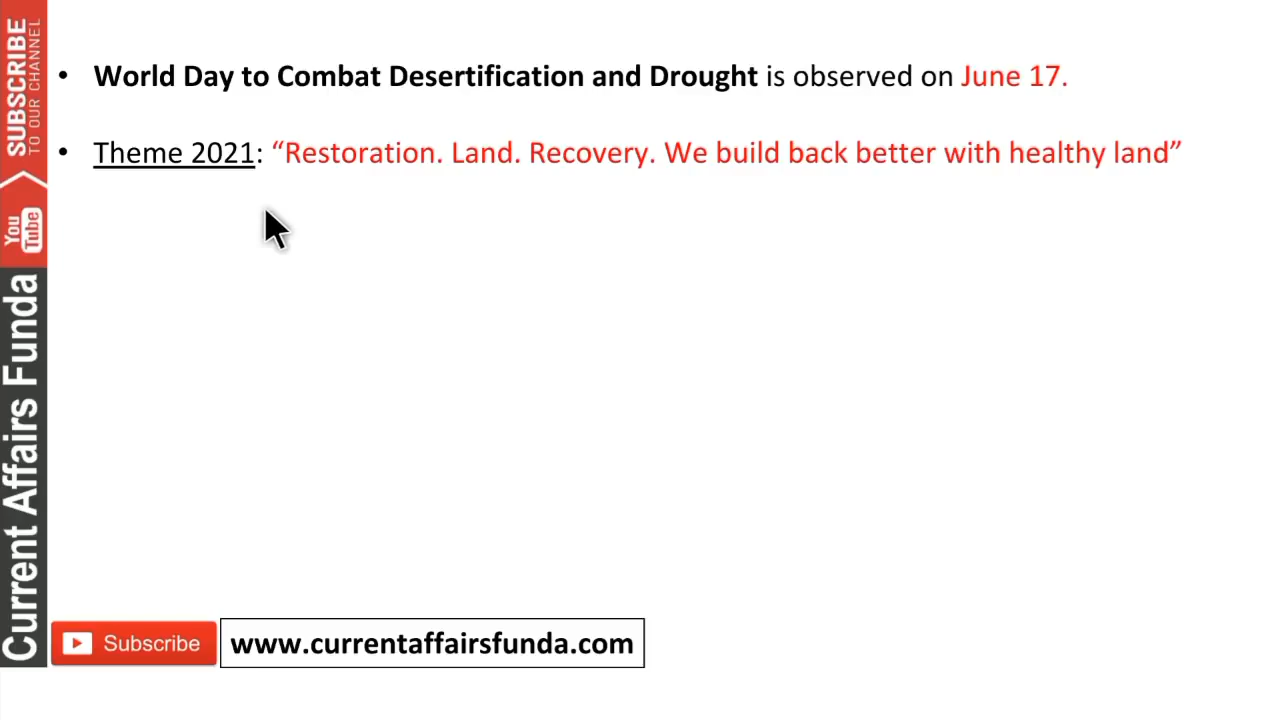 • World Day to Combat Desertification and Drought is observed on June 17.
• Theme 2021: “Restoration. Land. Recovery. We build back better with healthy land”
SUBSCRIBE
TO OUR CHANNEL
You Tube
Current Affairs Funda
Subscribe
www.currentaffairsfunda.com